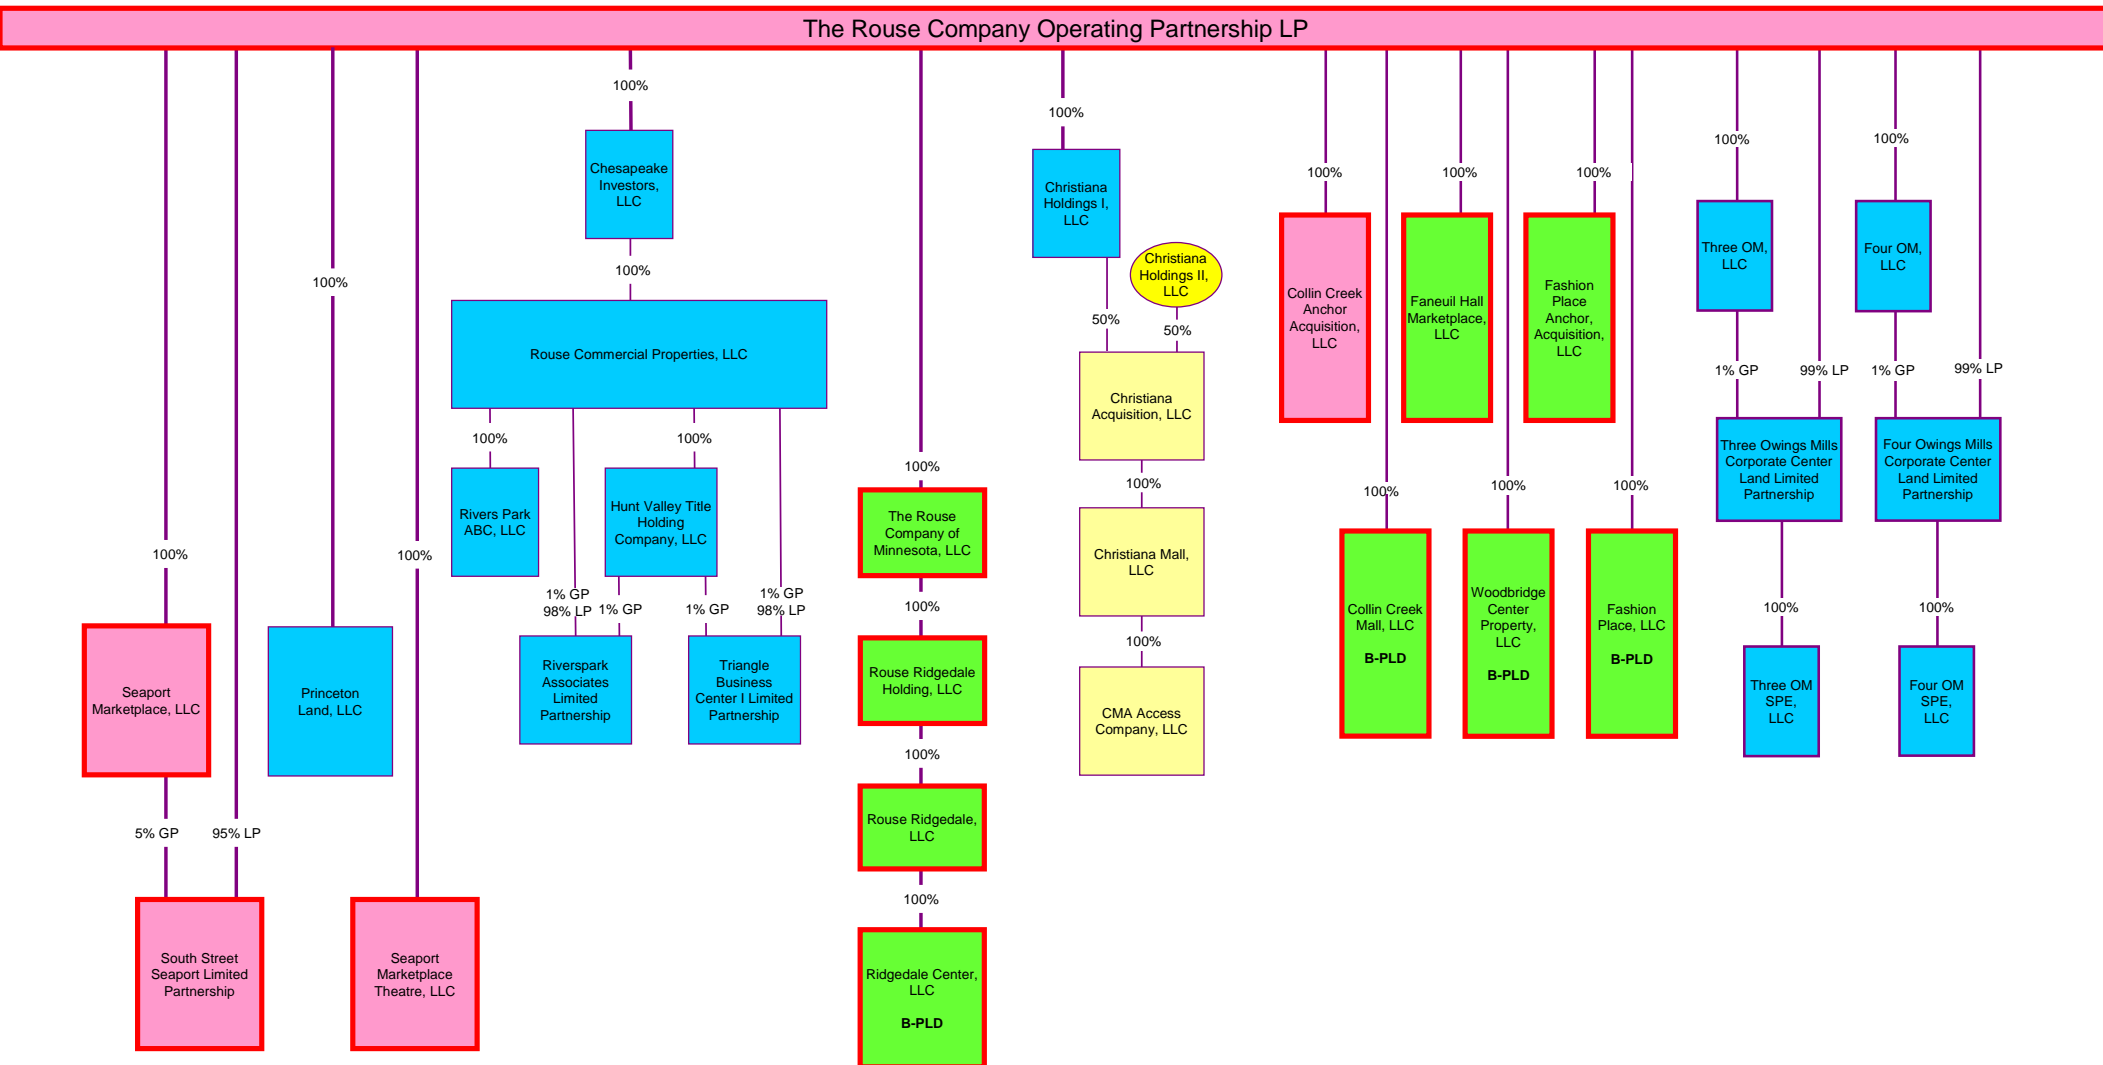 The Rouse Company Operating Partnership LP
100%
Seaport
Marketplace, LLC
5% GP
95% LP
South Street
Seaport Limited
Partnership
100%
Princeton
Land, LLC
100%
Seaport
Marketplace
Theatre, LLC
100%
Chesapeake
Investors,
LLC
100%
Rouse Commercial Properties, LLC
100%
Rivers Park
ABC, LLC
100%
Hunt Valley Title
Holding
Company, LLC
1% GP
98% LP
1% GP
Riverspark
Associates
Limited
Partnership
1% GP
1% GP
98% LP
Triangle
Business
Center I Limited
Partnership
100%
The Rouse
Company of
Minnesota, LLC
100%
Rouse Ridgedale
Holding, LLC
100%
Rouse Ridgedale,
LLC
100%
Ridgedale Center,
LLC
B-PLD
100%
Christiana
Holdings I,
LLC
Christiana
Holdings II,
LLC
50%
50%
Christiana
Acquisition, LLC
100%
Christiana Mall,
LLC
100%
CMA Access
Company, LLC
100%
Collin Creek
Anchor
Acquisition,
LLC
100%
Faneuil Hall
Marketplace,
LLC
100%
Fashion
Place
Anchor,
Acquisition,
LLC
100%
Collin Creek
Mall, LLC
B-PLD
100%
Woodbridge
Center
Property,
LLC
B-PLD
100%
Fashion
Place, LLC
B-PLD
100%
Three OM,
LLC
1% GP
99% LP
Three Owings Mills
Corporate Center
Land Limited
Partnership
100%
Three OM
SPE,
LLC
100%
Four OM,
LLC
1% GP
99% LP
Four Owings Mills
Corporate Center
Land Limited
Partnership
100%
Four OM
SPE,
LLC